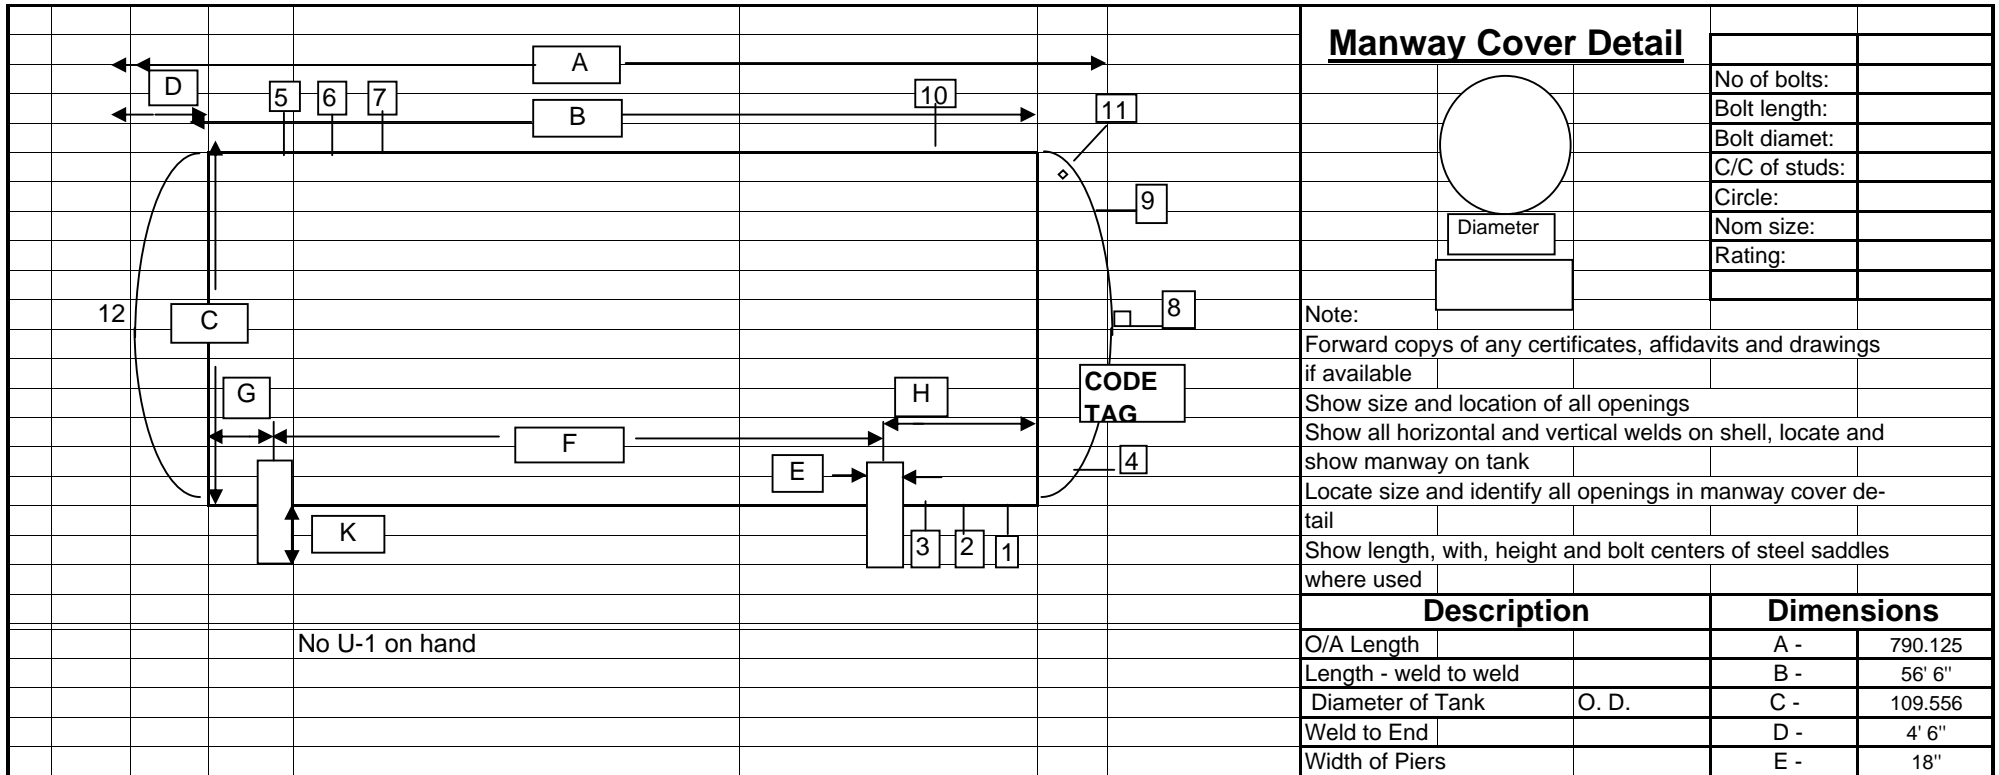 A
D
5
6
7
10
B
11
9
12
C
8
G
H
CODE
TAG
F
E
4
K
3
2
1
No U-1 on hand
Manway Cover Detail
No of bolts:
Bolt length:
Bolt diamet:
C/C of studs:
Circle:
Nom size:
Rating:
Diameter
Note:
Forward copys of any certificates, affidavits and drawings
if available
Show size and location of all openings
Show all horizontal and vertical welds on shell, locate and
show manway on tank
Locate size and identify all openings in manway cover de-
tail
Show length, with, height and bolt centers of steel saddles
where used
Description Dimensions
O/A Length A - 790.125
Length - weld to weld B - 56' 6"
Diameter of Tank O. D. C - 109.556
Weld to End D - 4' 6"
Width of Piers E - 18"